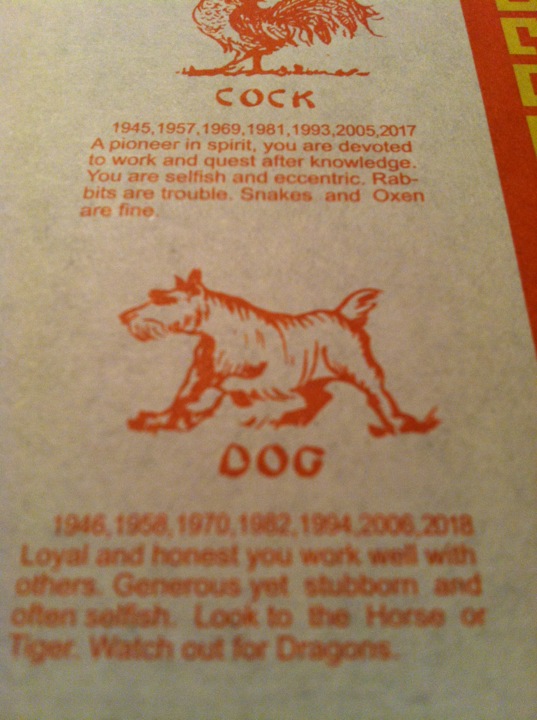 COCK
1945,1957,1969,1981,1993,2005,2017
A pioneer in spirit, you are devoted
to work and quest after knowledge.
You are selfish and eccentric. Rab-
bits are trouble. Snakes and Oxen
are fine.
DOG
1946,1958,1970,1982,1994,2006,2018
Loyal and honest you work well with
others. Generous yet stubborn and
often selfish. Look to the Horse or
Tiger. Watch out for Dragons.